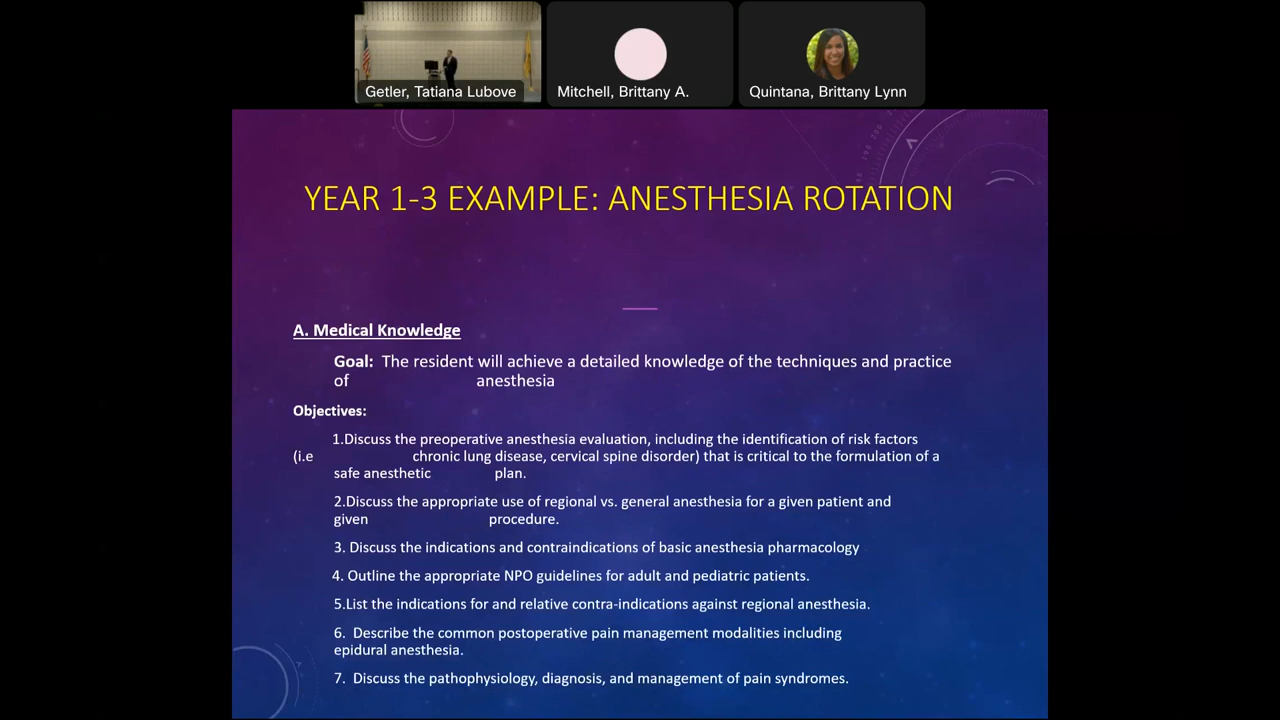 Getler, Tatiana Lubove
Mitchell, Brittany A.
Quintana, Brittany Lynn
YEAR 1-3 EXAMPLE: ANESTHESIA ROTATION
A. Medical Knowledge
Goal: The resident will achieve a detailed knowledge of the techniques and practice
of anesthesia
Objectives:
1.Discuss the preoperative anesthesia evaluation, including the identification of risk factors
(i.e chronic lung disease, cervical spine disorder) that is critical to the formulation of a
safe anesthetic plan.
2.Discuss the appropriate use of regional vs. general anesthesia for a given patient and
given procedure.
3. Discuss the indications and contraindications of basic anesthesia pharmacology
4. Outline the appropriate NPO guidelines for adult and pediatric patients.
5.List the indications for and relative contra-indications against regional anesthesia.
6. Describe the common postoperative pain management modalities including
epidural anesthesia.
7. Discuss the pathophysiology, diagnosis, and management of pain syndromes.